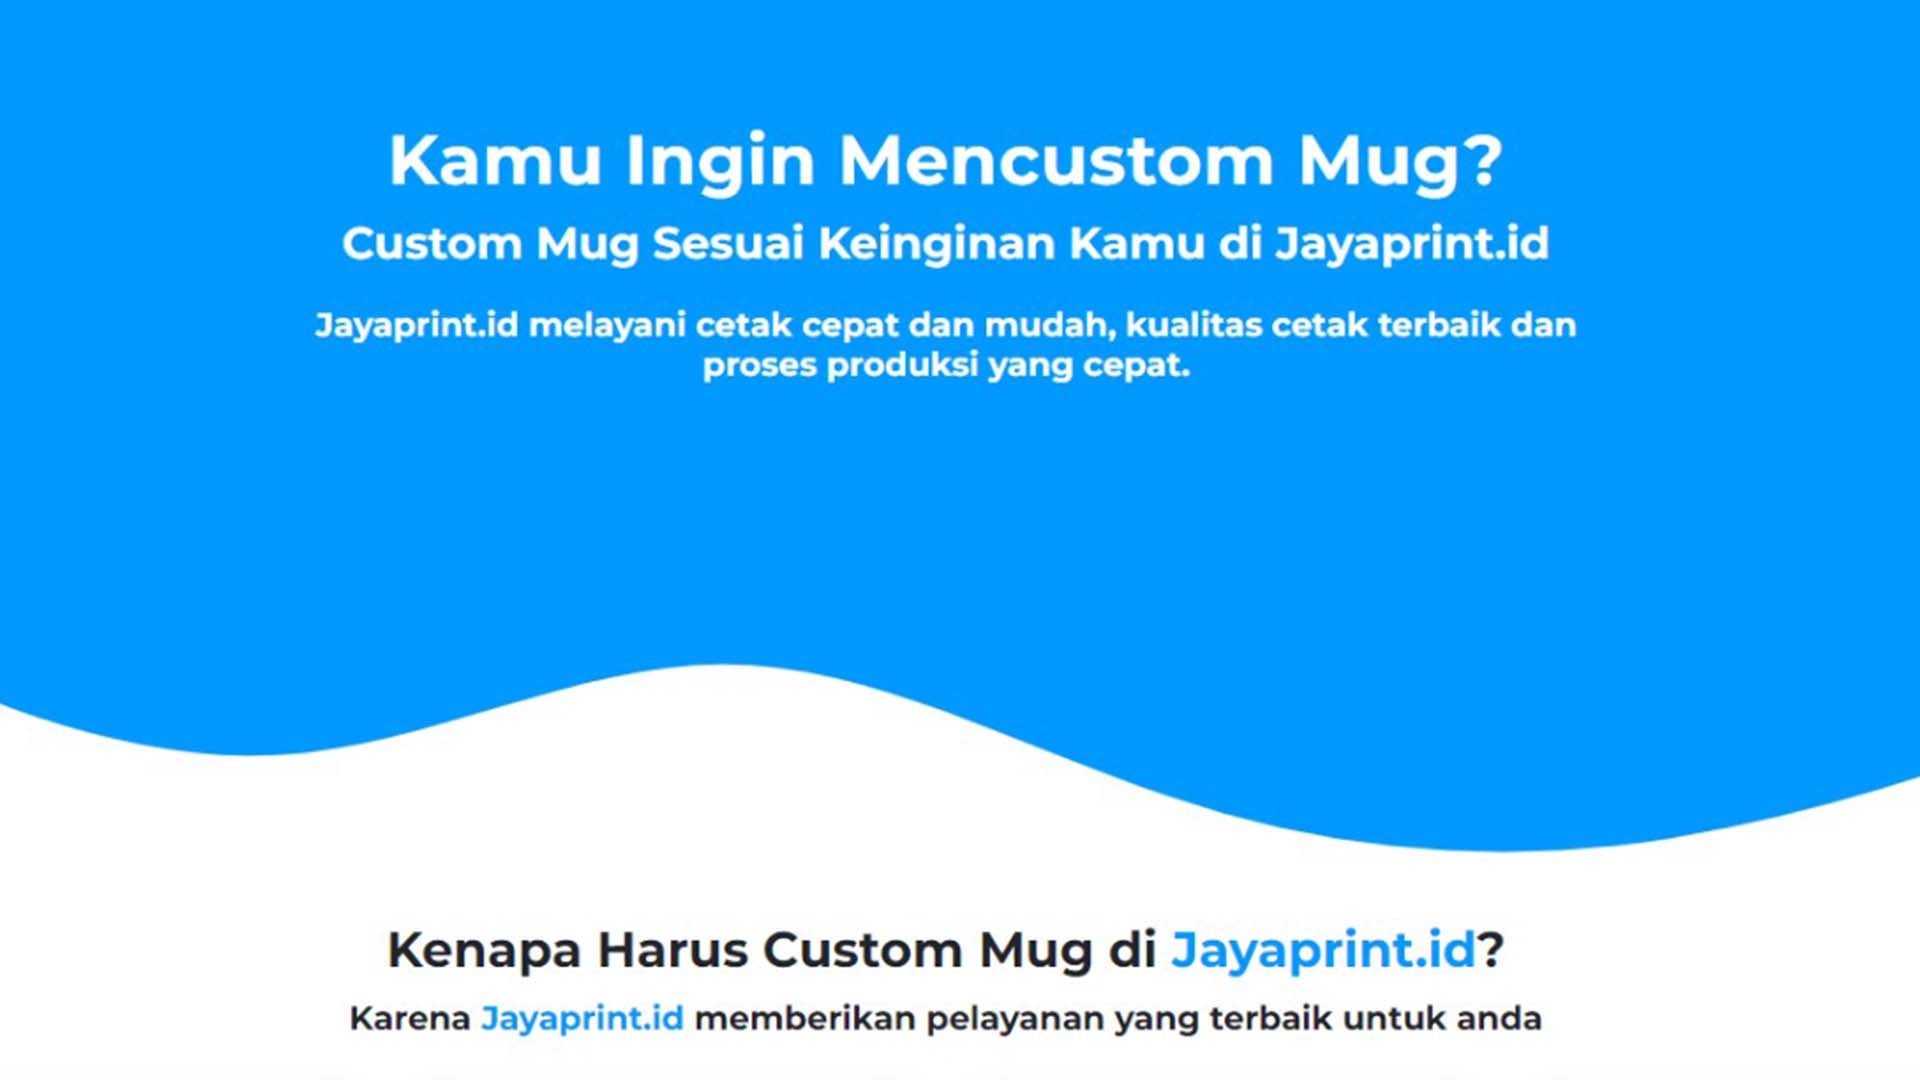 Kamu Ingin Mencustom Mug?
Custom Mug Sesuai Keinginan Kamu di Jayaprint.id
Jayaprint.id melayani cetak cepat dan mudah, kualitas cetak terbaik dan
proses produksi yang cepat.
Kenapa Harus Custom Mug di Jayaprint.id?
Karena Jayaprint.id memberikan pelayanan yang terbaik untuk anda